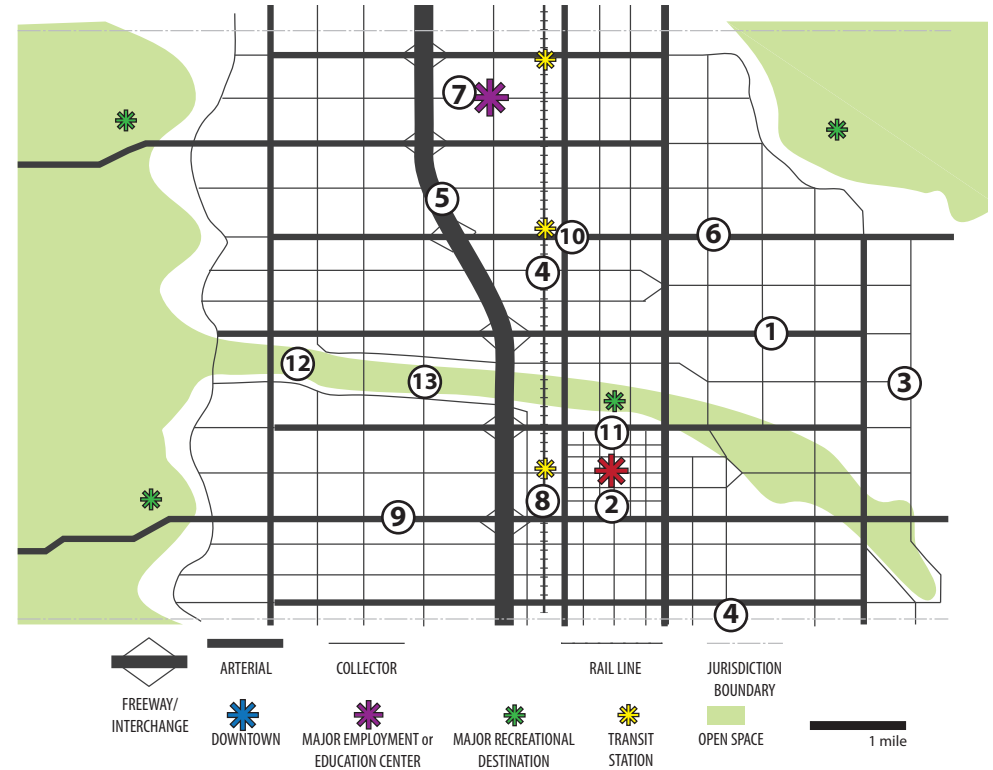 7
5
10
6
4
1
12
13
3
11
2
8
9
4
ARTERIAL
COLLECTOR
RAIL LINE
JURISDICTION
BOUNDARY
FREEWAY/
INTERCHANGE
DOWNTOWN
MAJOR EMPLOYMENT or
EDUCATION CENTER
MAJOR RECREATIONAL
DESTINATION
TRANSIT
STATION
OPEN SPACE
1 mile